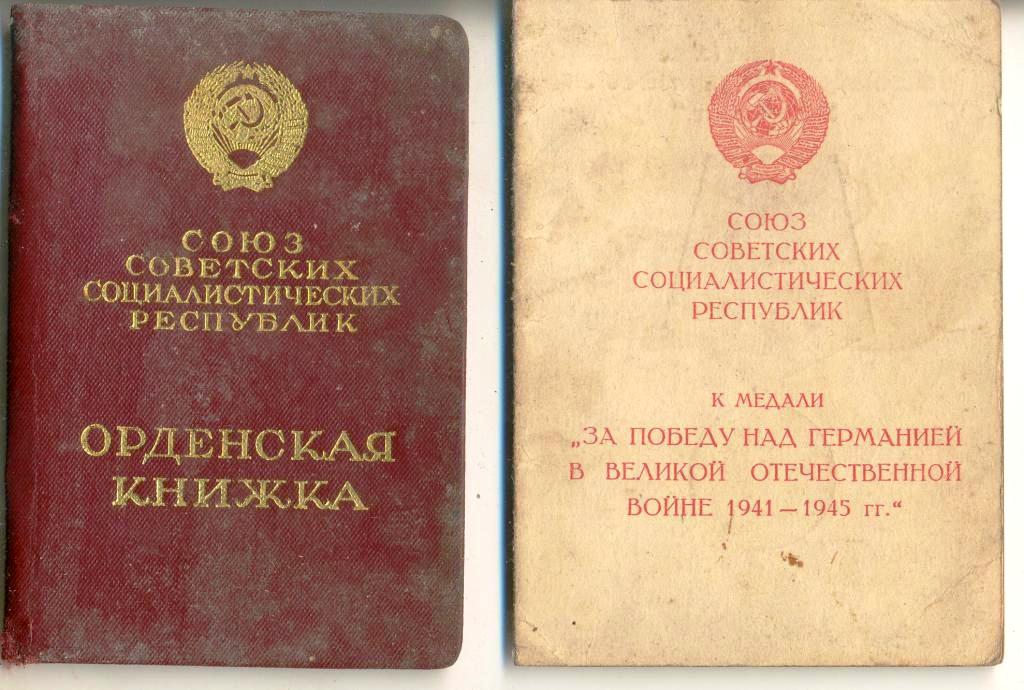 СОЮЗ
СОВЕТСКИХ
СОЦИАЛИСТИЧЕСКИХ
РЕСПУБЛИК
ОРДЕНСКАЯ
КНИЖКА
СОЮЗ
СОВЕТСКИХ
СОЦИАЛИСТИЧЕСКИХ
РЕСПУБЛИК
К МЕДАЛИ
„ЗА ПОБЕДУ НАД ГЕРМАНИЕЙ
В ВЕЛИКОЙ ОТЕЧЕСТВЕННОЙ
ВОЙНЕ 1941 — 1945 гг.“